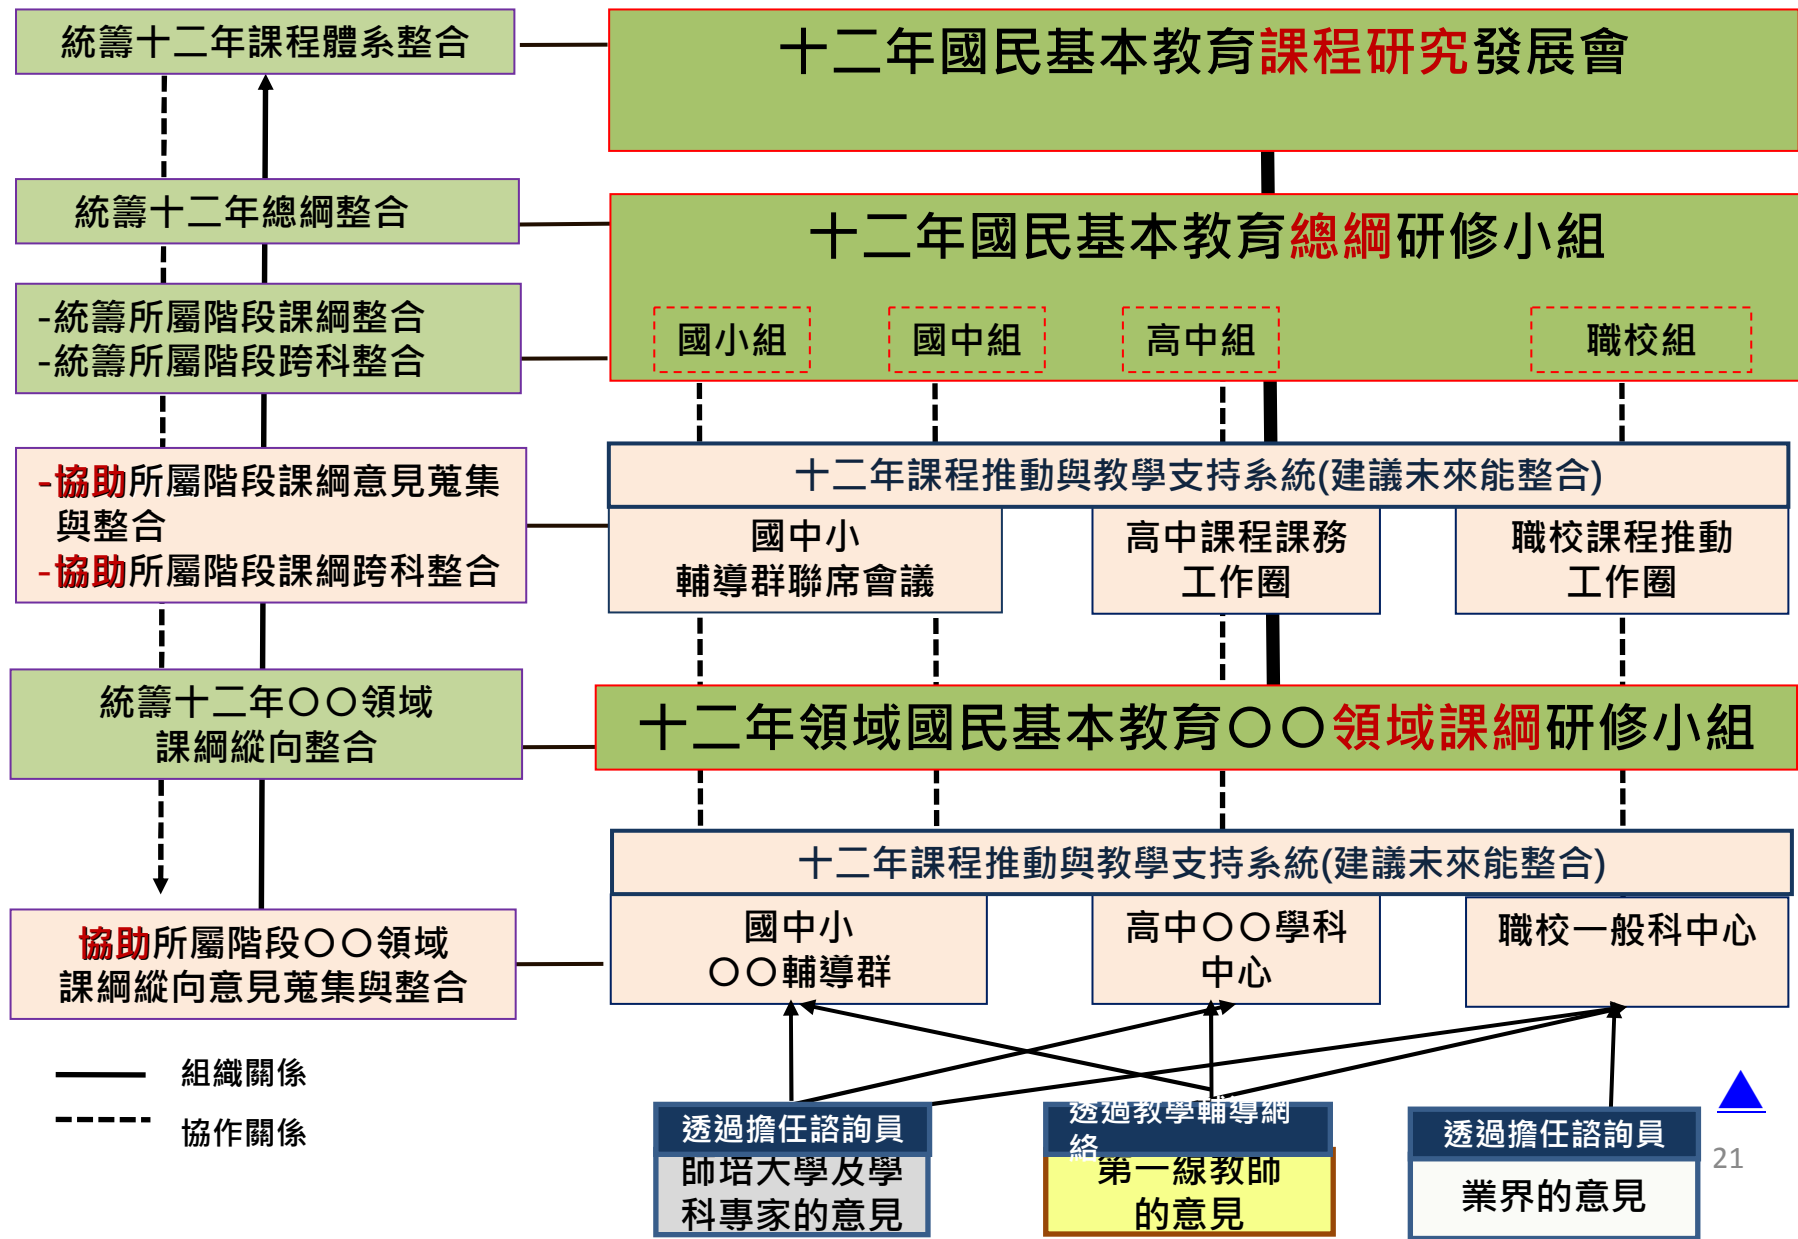 統籌十二年課程體系整合
十二年國民基本教育課程研究發展會
統籌十二年總綱整合
十二年國民基本教育總綱研修小組
-統籌所屬階段課綱整合
-統籌所屬階段跨科整合
國小組
國中組
高中組
職校組
-協助所屬階段課綱意見蒐集
與整合
-協助所屬階段課綱跨科整合
十二年課程推動與教學支持系統(建議未來能整合)
國中小
輔導群聯席會議
高中課程課務
工作圈
職校課程推動
工作圈
統籌十二年〇〇領域
課綱縱向整合
十二年領域國民基本教育〇〇領域課綱研修小組
十二年課程推動與教學支持系統(建議未來能整合)
協助所屬階段〇〇領域
課綱縱向意見蒐集與整合
國中小
〇〇輔導群
高中〇〇學科
中心
職校一般科中心
組織關係
協作關係
透過擔任諮詢員
師培大學及學
科專家的意見
透過教學輔導網
絡
第一線教師
的意見
透過擔任諮詢員
業界的意見
21